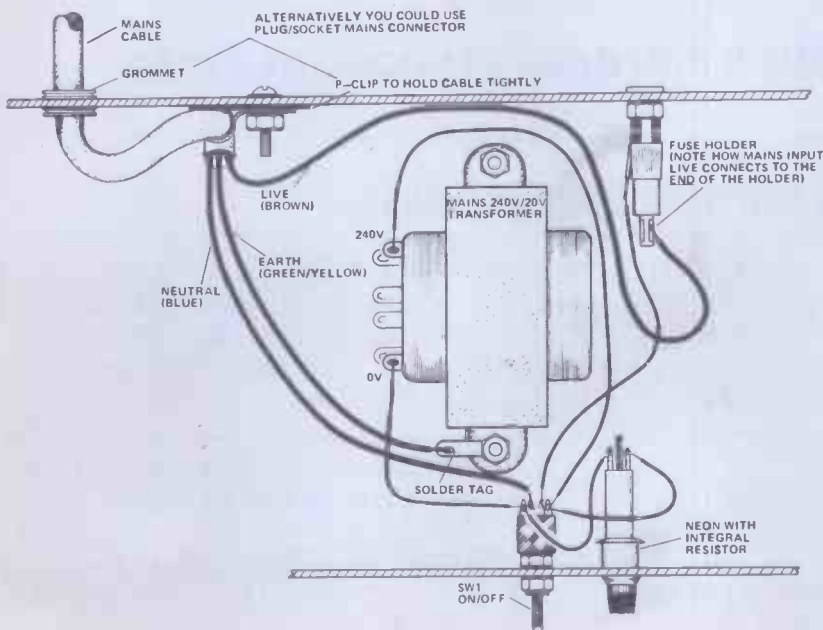 MAINS
CABLE
ALTERNATIVELY YOU COULD USE
PLUG/SOCKET MAINS CONNECTOR
GROMMET
P–CLIP TO HOLD CABLE TIGHTLY
FUSE HOLDER
(NOTE HOW MAINS INPUT
LIVE CONNECTS TO THE
END OF THE HOLDER)
LIVE
(BROWN)
MAINS 240V/20V
TRANSFORMER
240V
EARTH
(GREEN/YELLOW)
NEUTRAL
(BLUE)
0V
SOLDER TAG
NEON WITH
INTEGRAL
RESISTOR
SW1
ON/OFF